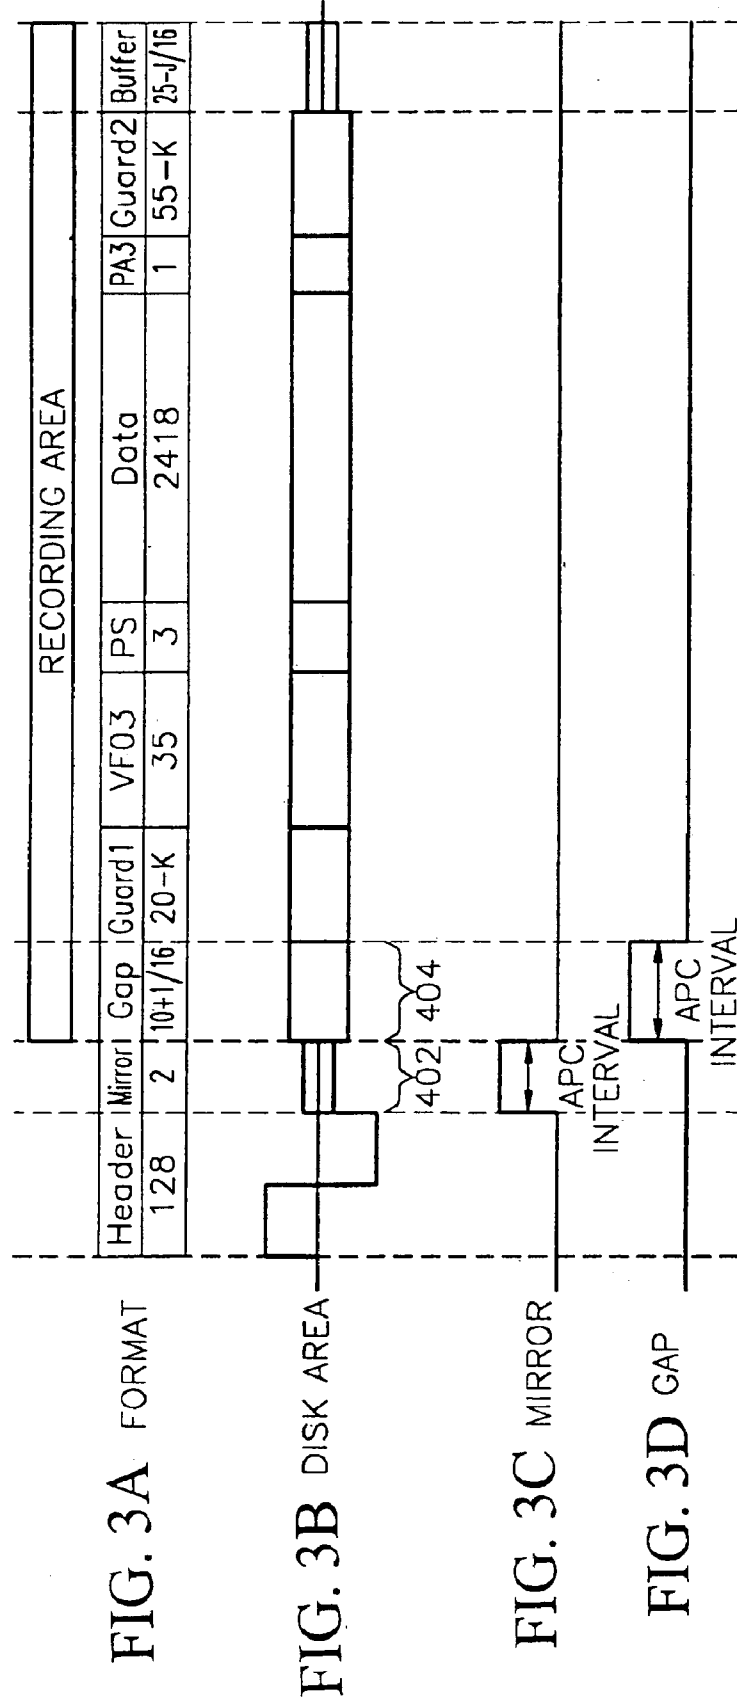 RECORDING AREA
FIG. 3A FORMAT
Header Mirror Gap Guard1 VFO3 PS Data PA3 Guard2 Buffer
128 2 10+1/16 20-K 35 3 2418 1 55-K 25-J/16
FIG. 3B DISK AREA
402 404
FIG. 3C MIRROR
APC
INTERVAL
FIG. 3D GAP
APC
INTERVAL